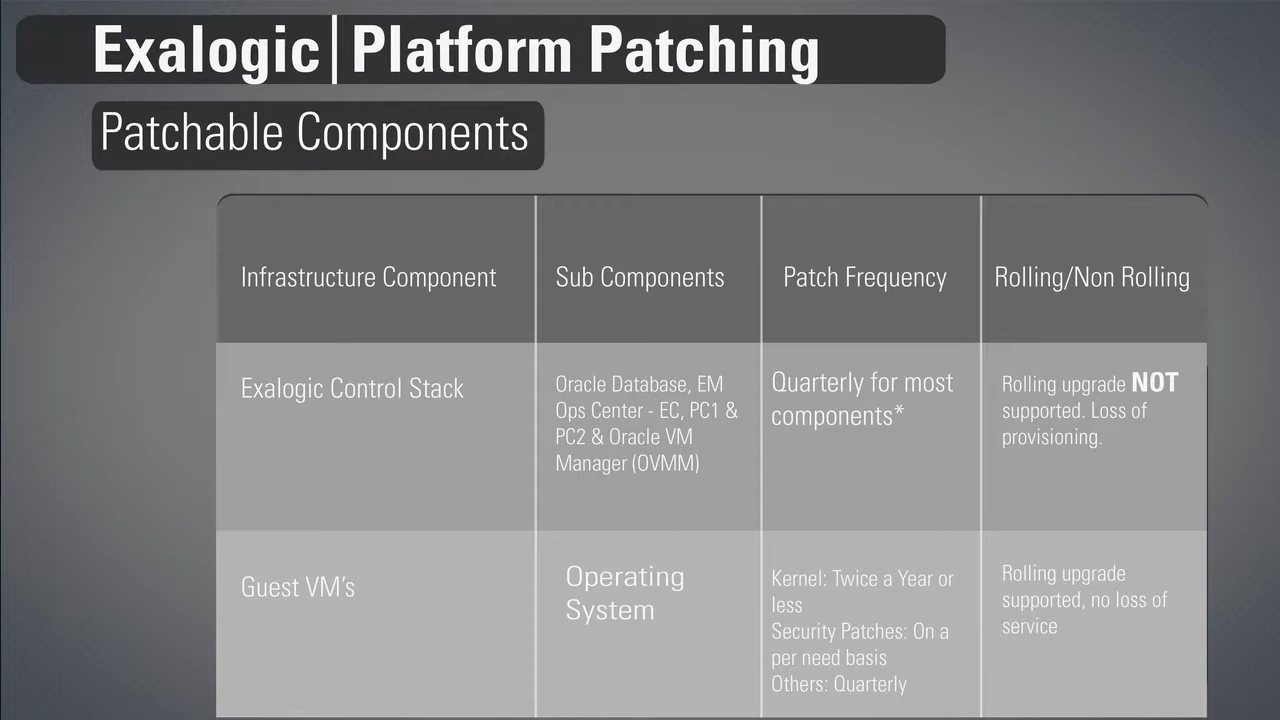 Exalogic|Platform Patching
Patchable Components
Infrastructure Component
Sub Components
Patch Frequency
Rolling/Non Rolling
Exalogic Control Stack
Oracle Database, EM
Ops Center - EC, PC1 &
PC2 & Oracle VM
Manager (OVMM)
Quarterly for most
components*
Rolling upgrade NOT
supported. Loss of
provisioning.
Guest VM's
Operating
System
Kernel: Twice a Year or
less
Security Patches: On a
per need basis
Others: Quarterly
Rolling upgrade
supported, no loss of
service